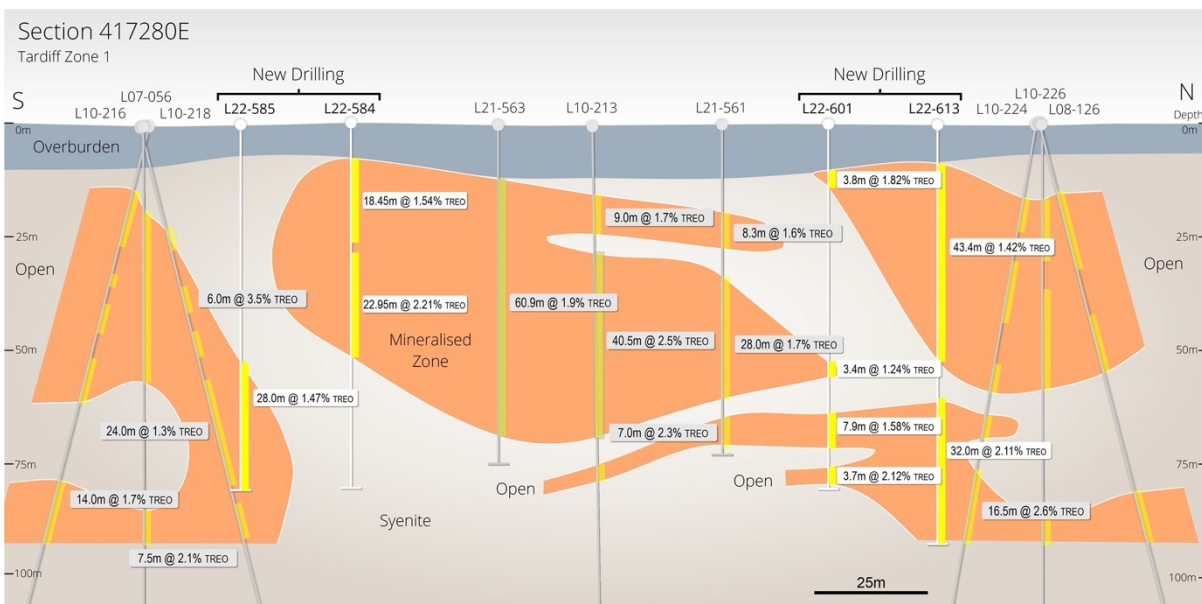 Section 417280E
Tardiff Zone 1
New Drilling
New Drilling
S
L10-216
L07-056
L10-218
L22-585
L22-584
L21-563
L10-213
L21-561
L22-601
L22-613
L10-224
L10-226
L08-126
N
Depth
0m
0m
Overburden
18.45m @ 1.54% TREO
9.0m @ 1.7% TREO
8.3m @ 1.6% TREO
3.8m @ 1.82% TREO
25m
25m
43.4m @ 1.42% TREO
Open
Open
6.0m @ 3.5% TREO
22.95m @ 2.21% TREO
60.9m @ 1.9% TREO
Mineralised
Zone
40.5m @ 2.5% TREO
28.0m @ 1.7% TREO
50m
50m
3.4m @ 1.24% TREO
28.0m @ 1.47% TREO
24.0m @ 1.3% TREO
7.0m @ 2.3% TREO
7.9m @ 1.58% TREO
32.0m @ 2.11% TREO
75m
75m
3.7m @ 2.12% TREO
Open
Open
14.0m @ 1.7% TREO
16.5m @ 2.6% TREO
Syenite
7.5m @ 2.1% TREO
100m
100m
25m